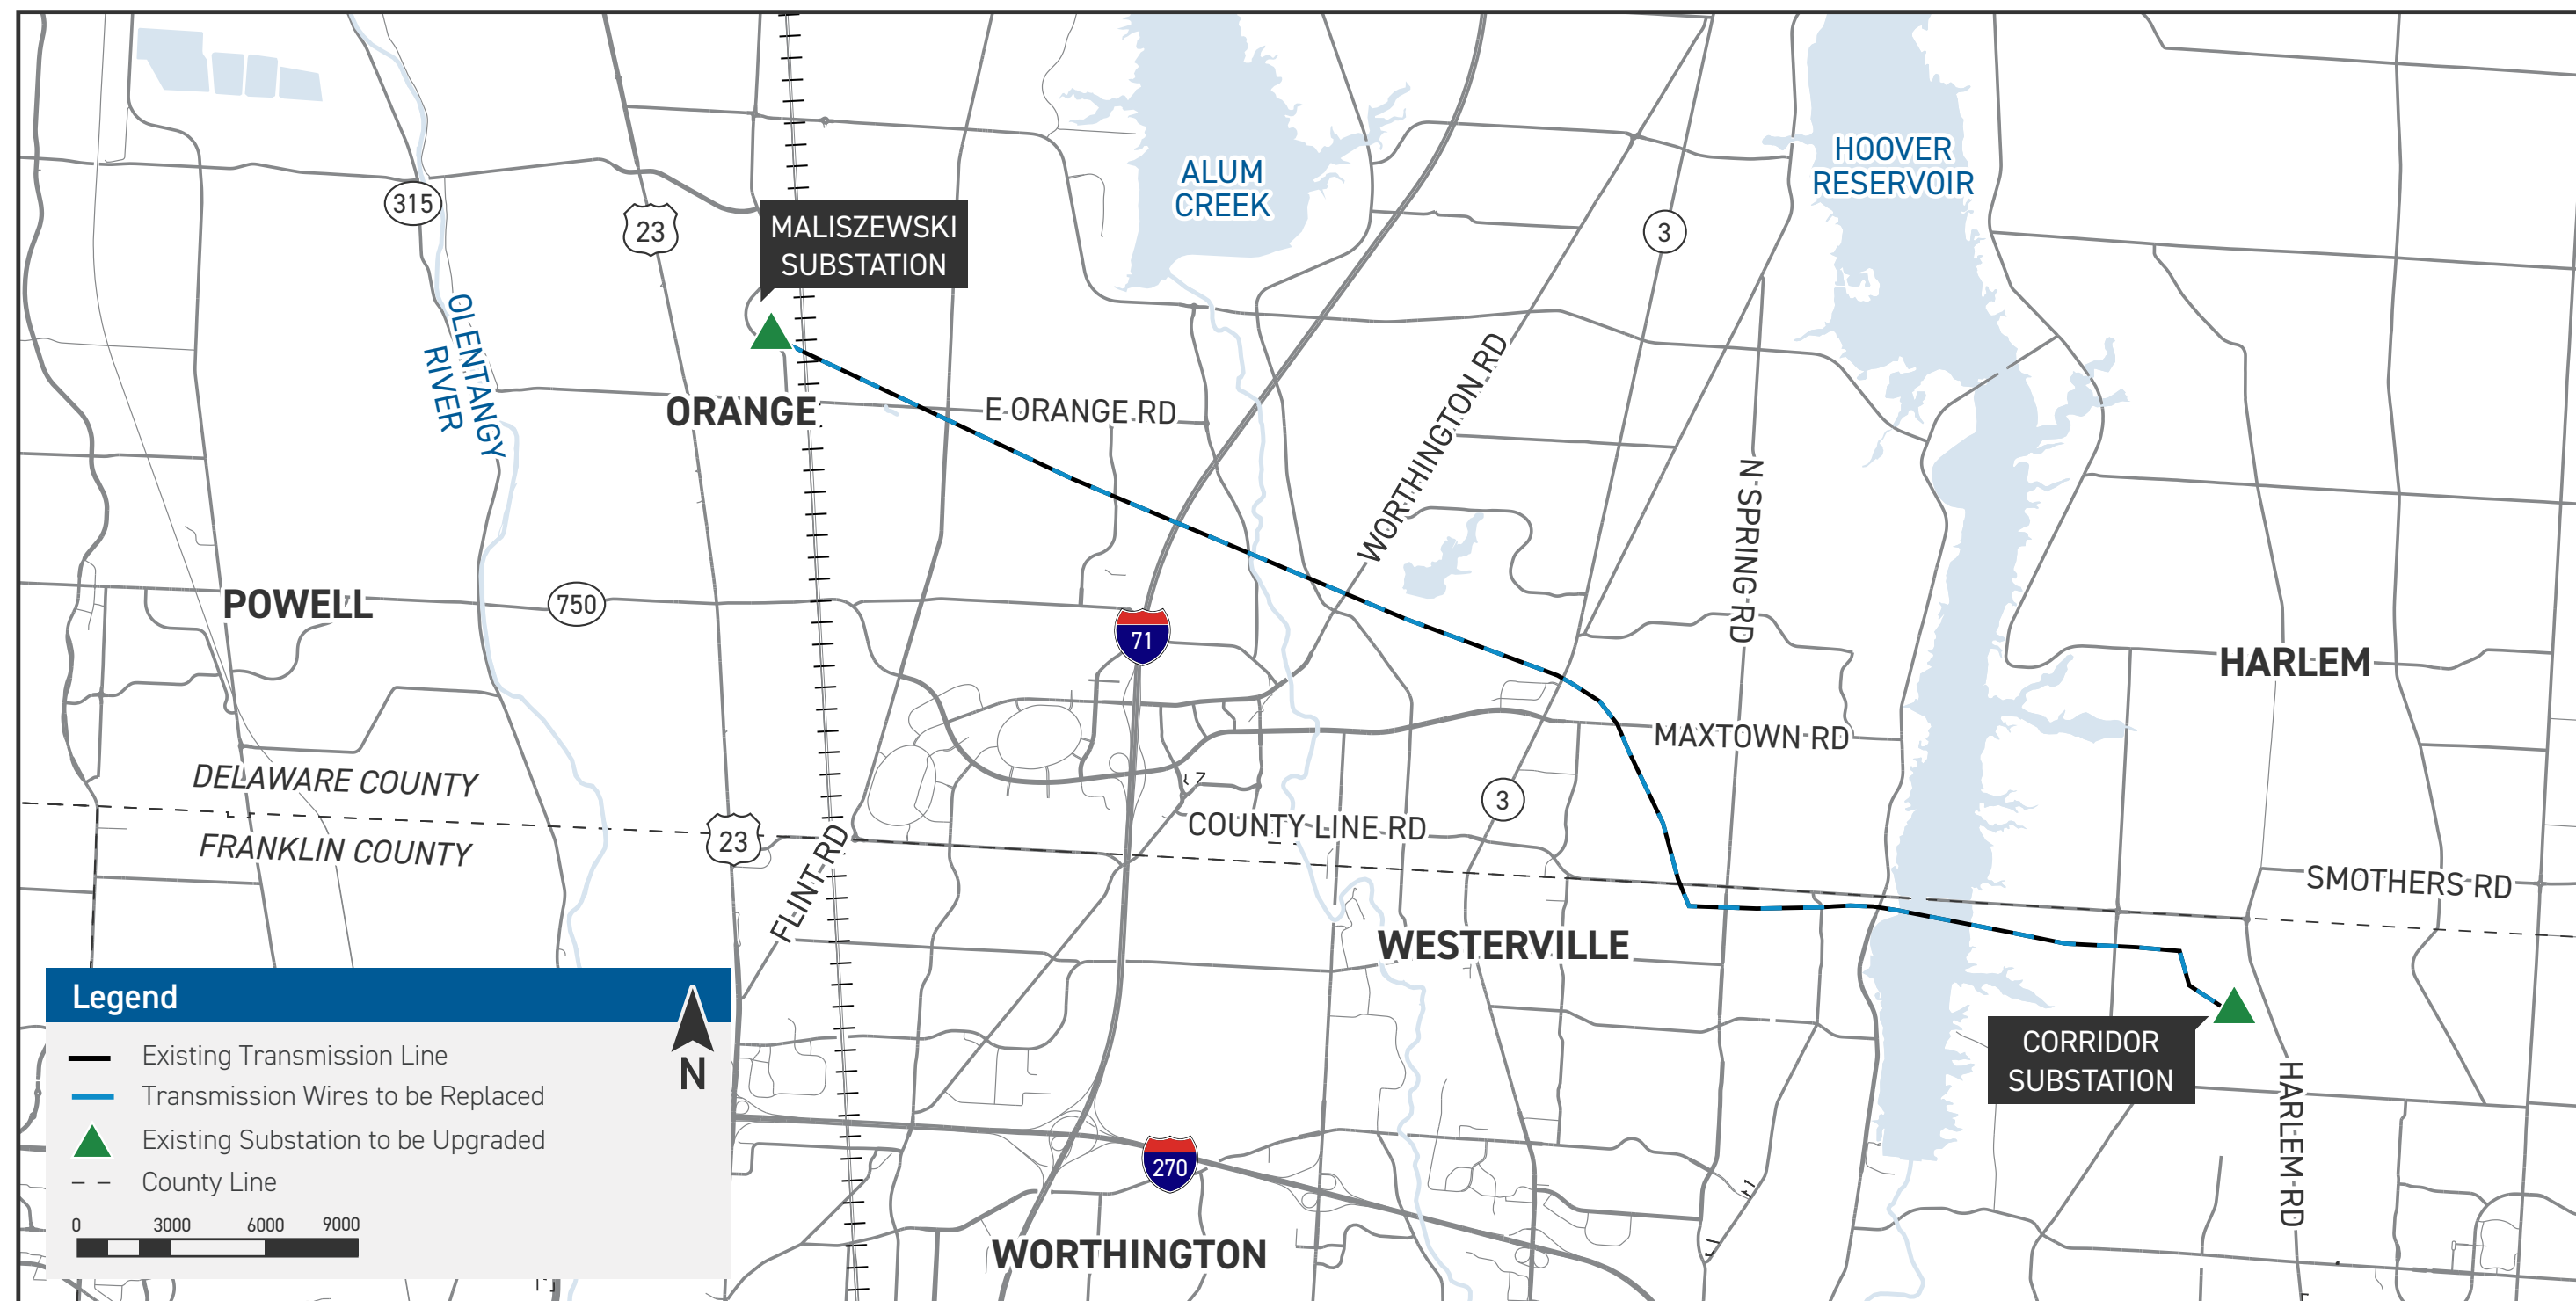 HOOVER
RESERVOIR
ALUM
CREEK
315
23
3
MALISZEWSKI
SUBSTATION
OLENTANGY
RIVER
ORANGE
E ORANGE RD
WORTHINGTON RD
N SPRING RD
POWELL
750
71
HARLEM
MAXTOWN RD
DELAWARE COUNTY
FRANKLIN COUNTY
23
FLINT RD
COUNTY LINE RD
3
SMOTHERS RD
WESTERVILLE
CORRIDOR
SUBSTATION
HARLEM RD
270
WORTHINGTON
Legend
N
Existing Transmission Line
Transmission Wires to be Replaced
Existing Substation to be Upgraded
County Line
0 3000 6000 9000